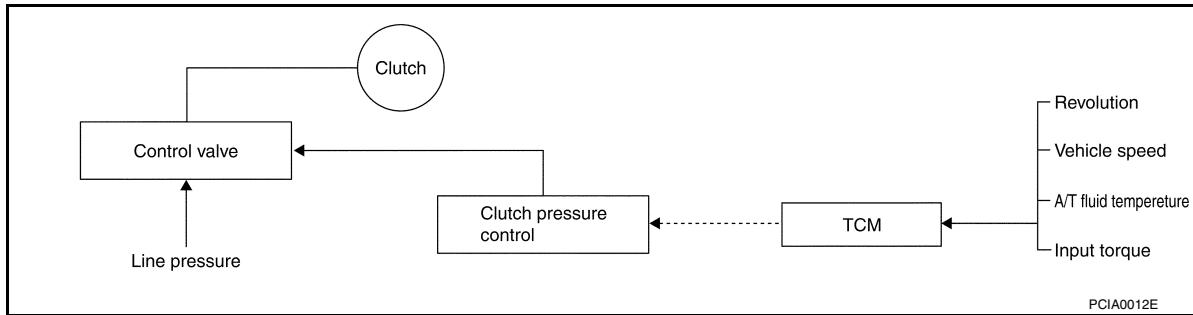 Clutch
Control valve
Line pressure
Clutch pressure
control
TCM
Revolution
Vehicle speed
A/T fluid tempereture
Input torque
PCIA0012E